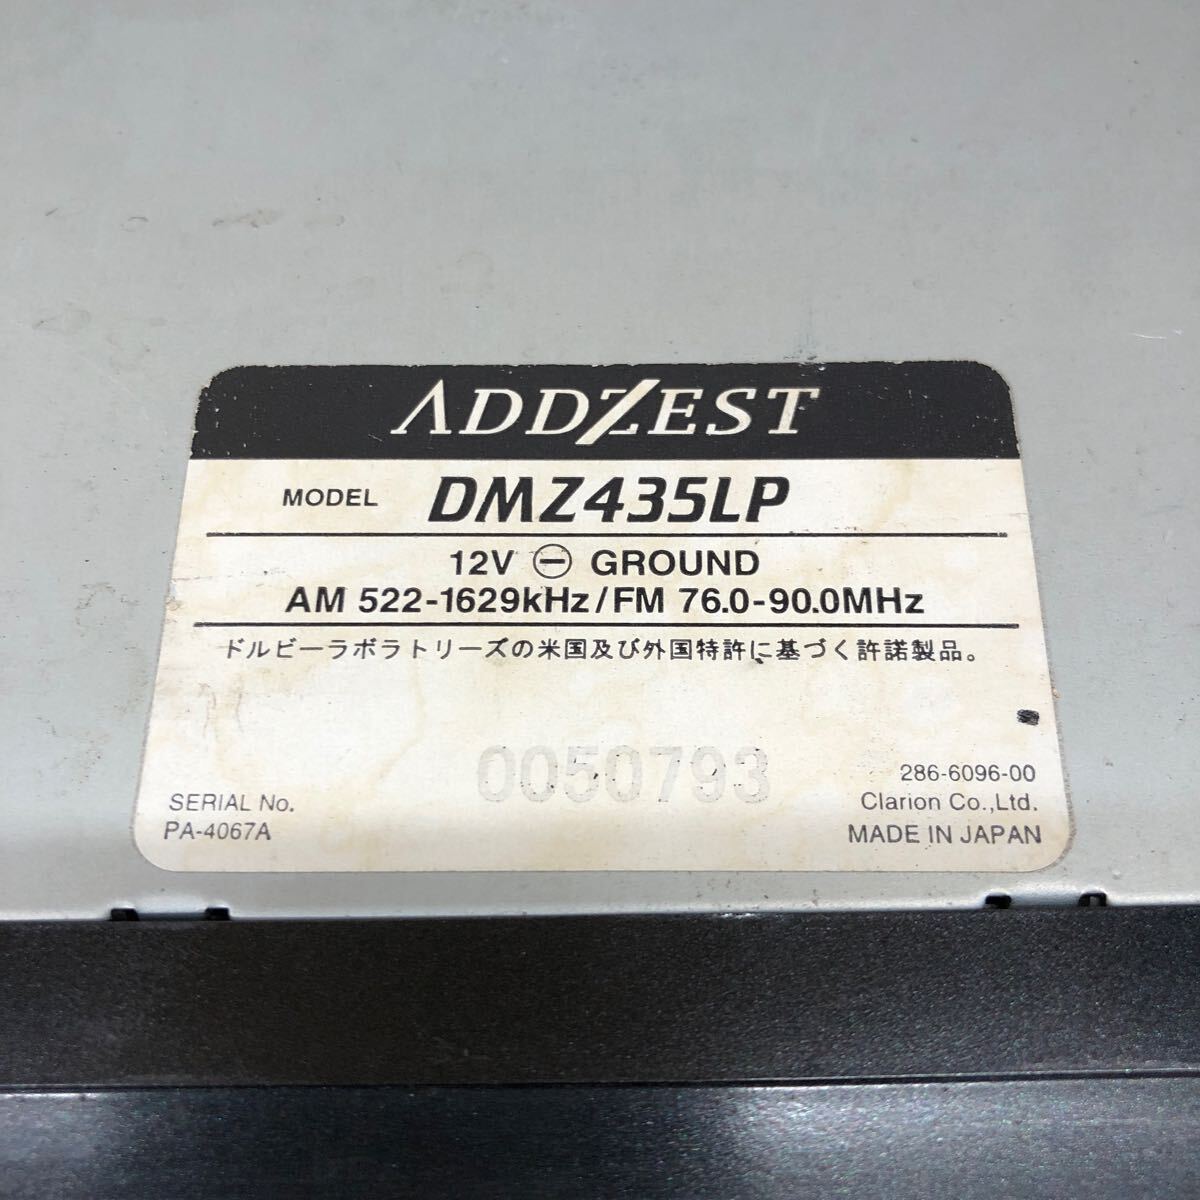 ADDZEST
MODEL DMZ435LP
12V ⊖ GROUND
AM 522-1629kHz/FM 76.0-90.0MHz
ドルビーラボラトリーズの米国及び外国特許に基づく許諾製品。
0050793
SERIAL No.
PA-4067A
286-6096-00
Clarion Co.,Ltd.
MADE IN JAPAN